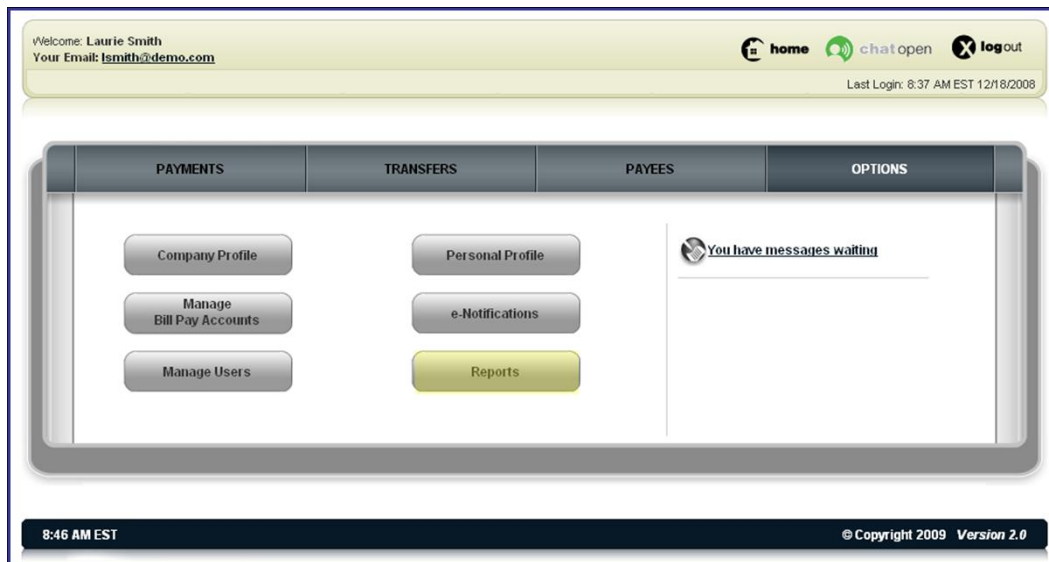 Welcome: Laurie Smith
Your Email: lsmith@demo.com
home
chat open
logout
Last Login: 8:37 AM EST 12/18/2008
PAYMENTS
TRANSFERS
PAYEES
OPTIONS
Company Profile
Personal Profile
You have messages waiting
Manage
Bill Pay Accounts
e-Notifications
Manage Users
Reports
8:46 AM EST
© Copyright 2009 Version 2.0